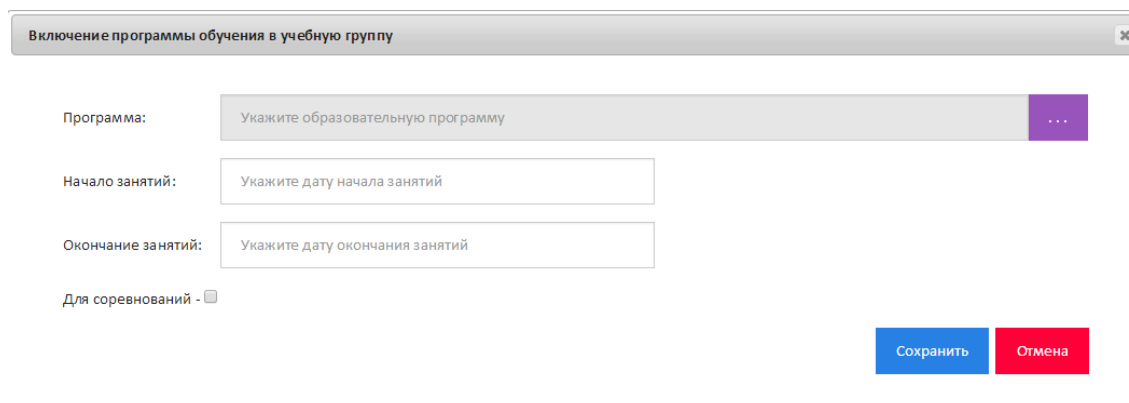 Включение программы обучения в учебную группу
Программа: Укажите образовательную программу ...
Начало занятий: Укажите дату начала занятий
Окончание занятий: Укажите дату окончания занятий
Для соревнований -
Сохранить Отмена